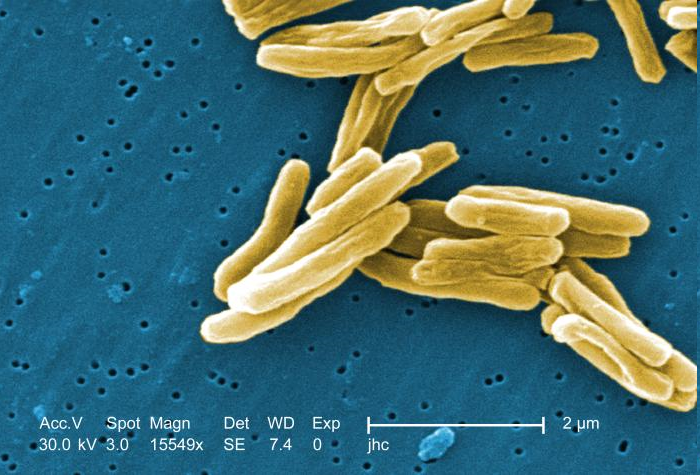 Acc.V Spot Magn Det WD Exp 2 µm
30.0 kV 3.0 15549x SE 7.4 0 jhc